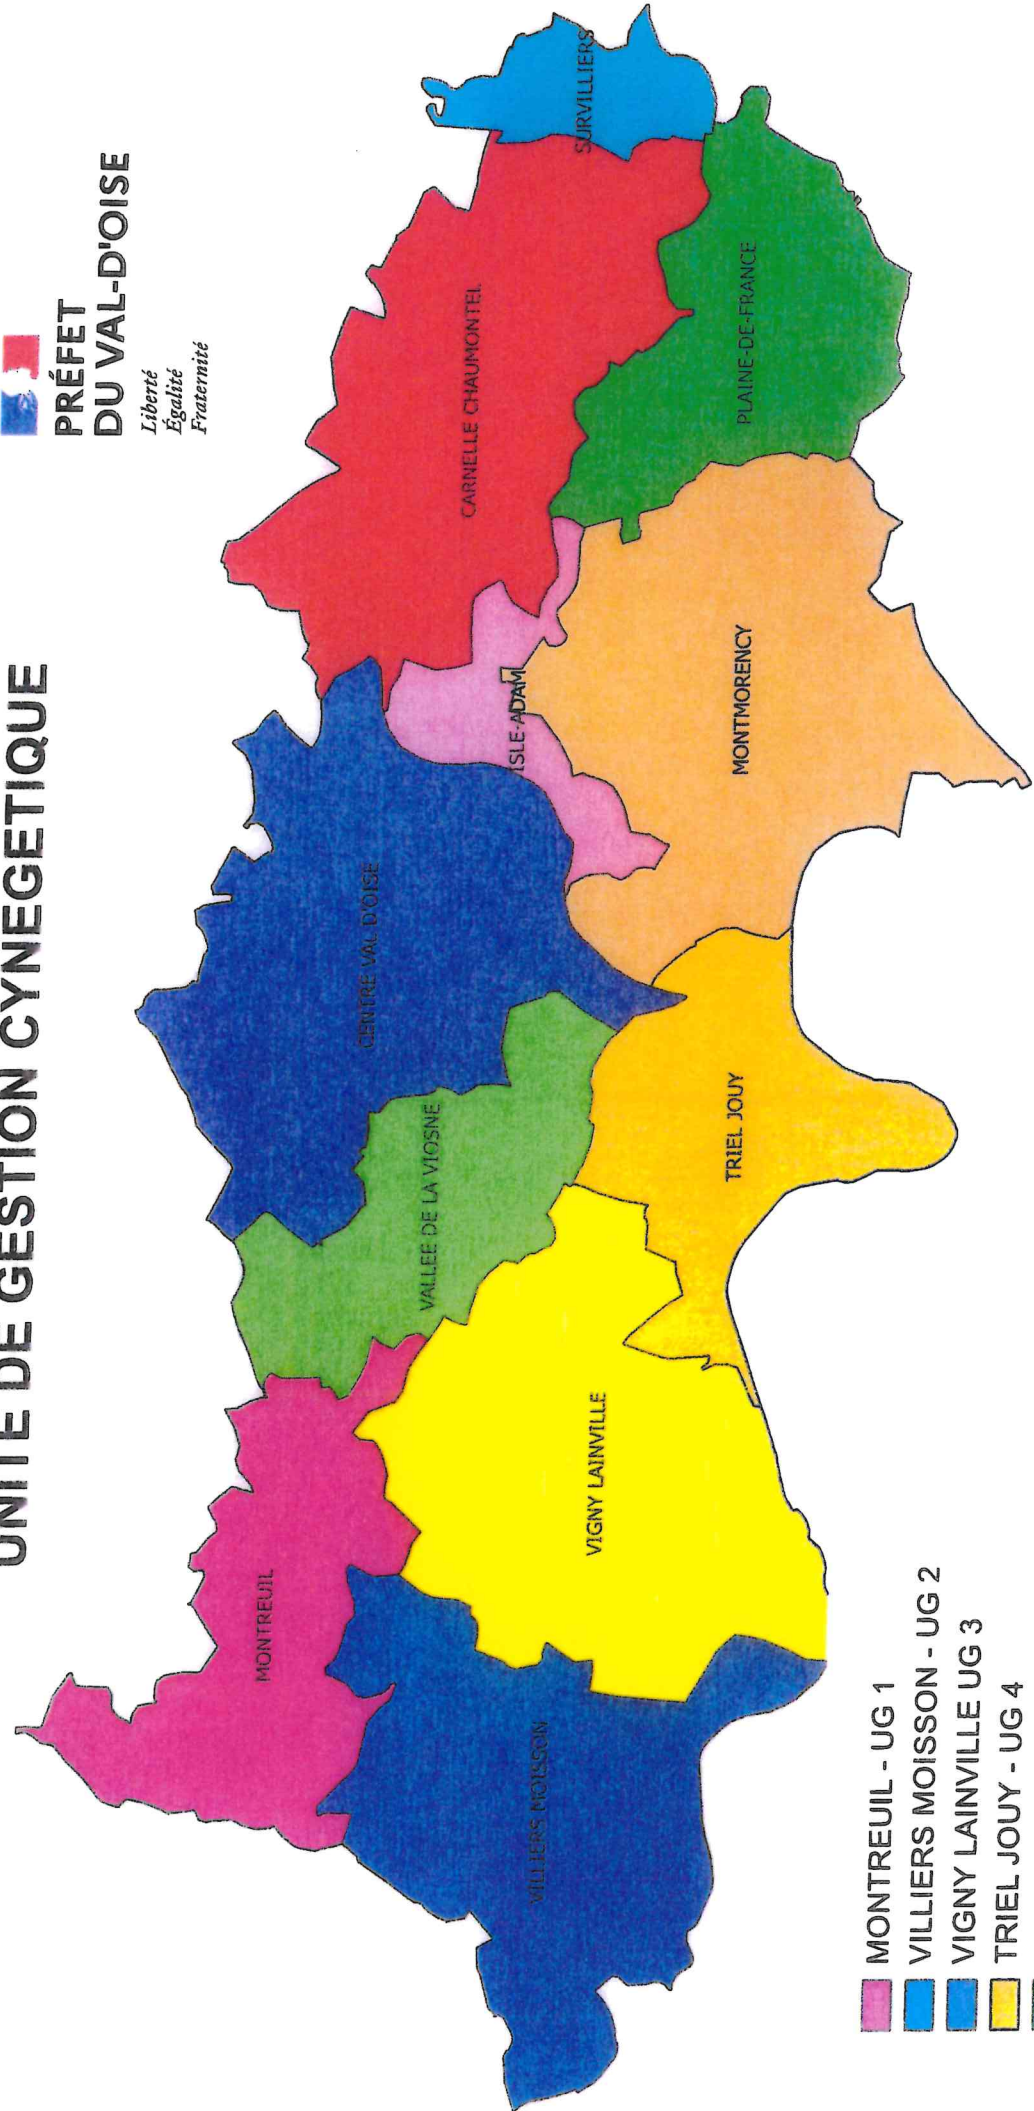 UNITE DE GESTION CYNEGETIQUE
PRÉFET
DU VAL-D'OISE
Liberté
Égalité
Fraternité
MONTREUIL
VILLIERS MOISSON
VIGNY LAINVILLE
VALLEE DE LA VIOSNE
CENTRE VAL D'OISE
TRIEL JOUY
ISLE-ADAM
MONTMORENCY
CARNELLE CHAUMONTEL
PLAINE-DE-FRANCE
SURVILLIERS
MONTREUIL - UG 1
VILLIERS MOISSON - UG 2
VIGNY LAINVILLE UG 3
TRIEL JOUY - UG 4